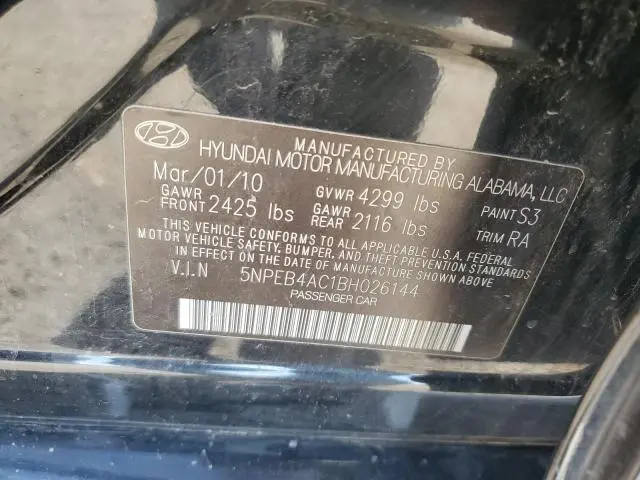 MANUFACTURED BY
HYUNDAI MOTOR MANUFACTURING ALABAMA, LLC
Mar/01/10 GVWR 4299 lbs PAINT S3
GAWR FRONT 2425 lbs GAWR REAR 2116 lbs TRIM RA
THIS VEHICLE CONFORMS TO ALL APPLICABLE U.S.A. FEDERAL
MOTOR VEHICLE SAFETY, BUMPER, AND THEFT PREVENTION STANDARDS
IN EFFECT ON THE DATE OF MANUFACTURE SHOWN ABOVE
V.I.N 5NPEB4AC1BH026144
PASSENGER CAR